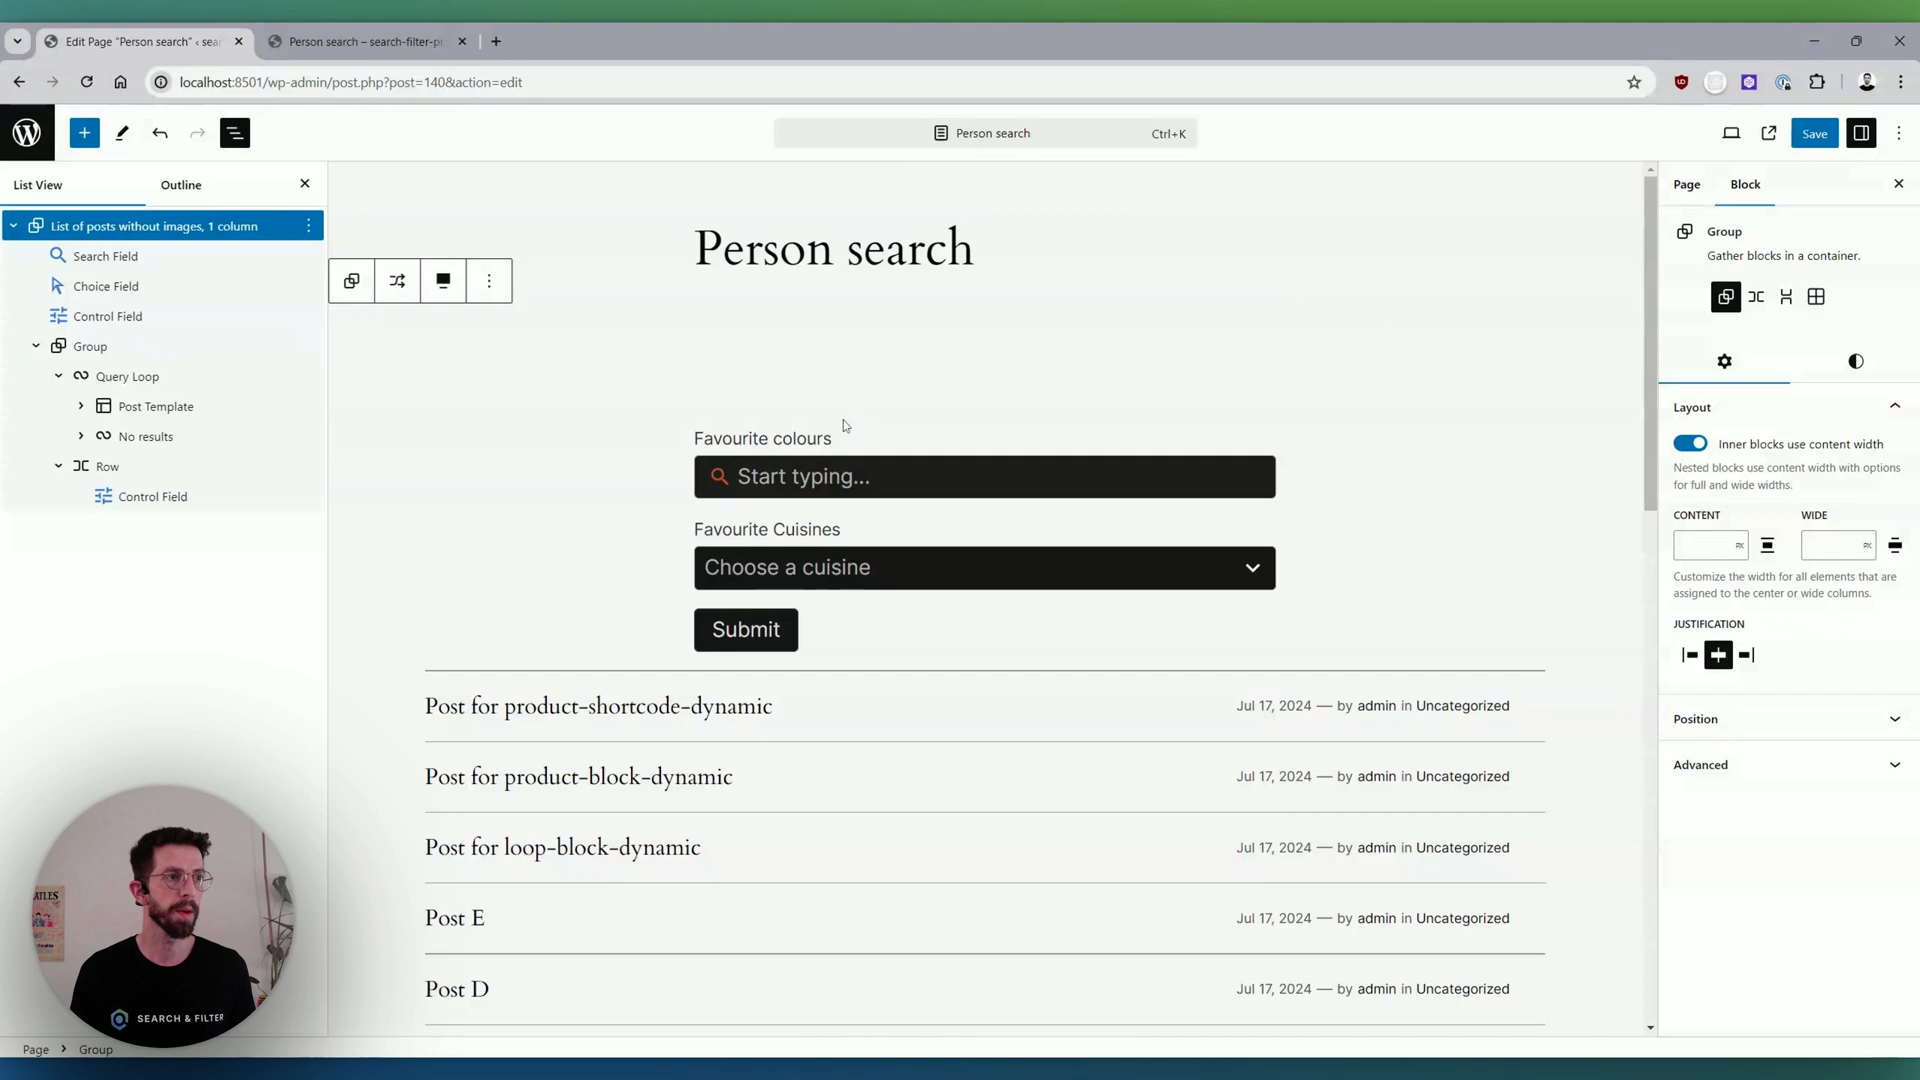 Edit Page "Person search" ‹ sea
Person search – search-filter-pr
localhost:8501/wp-admin/post.php?post=140&action=edit
Person search
Ctrl+K
Save
List View
Outline
Page
Block
List of posts without images, 1 column
Search Field
Choice Field
Control Field
Group
Query Loop
Post Template
No results
Row
Control Field
Person search
Favourite colours
Start typing...
Favourite Cuisines
Choose a cuisine
Submit
Post for product-shortcode-dynamic
Jul 17, 2024 — by admin in Uncategorized
Post for product-block-dynamic
Jul 17, 2024 — by admin in Uncategorized
Post for loop-block-dynamic
Jul 17, 2024 — by admin in Uncategorized
Post E
Jul 17, 2024 — by admin in Uncategorized
Post D
Jul 17, 2024 — by admin in Uncategorized
Group
Gather blocks in a container.
Layout
Inner blocks use content width
Nested blocks use content width with options
for full and wide widths.
CONTENT
WIDE
PX
PX
Customize the width for all elements that are
assigned to the center or wide columns.
JUSTIFICATION
Position
Advanced
SEARCH & FILTER
Page
Group